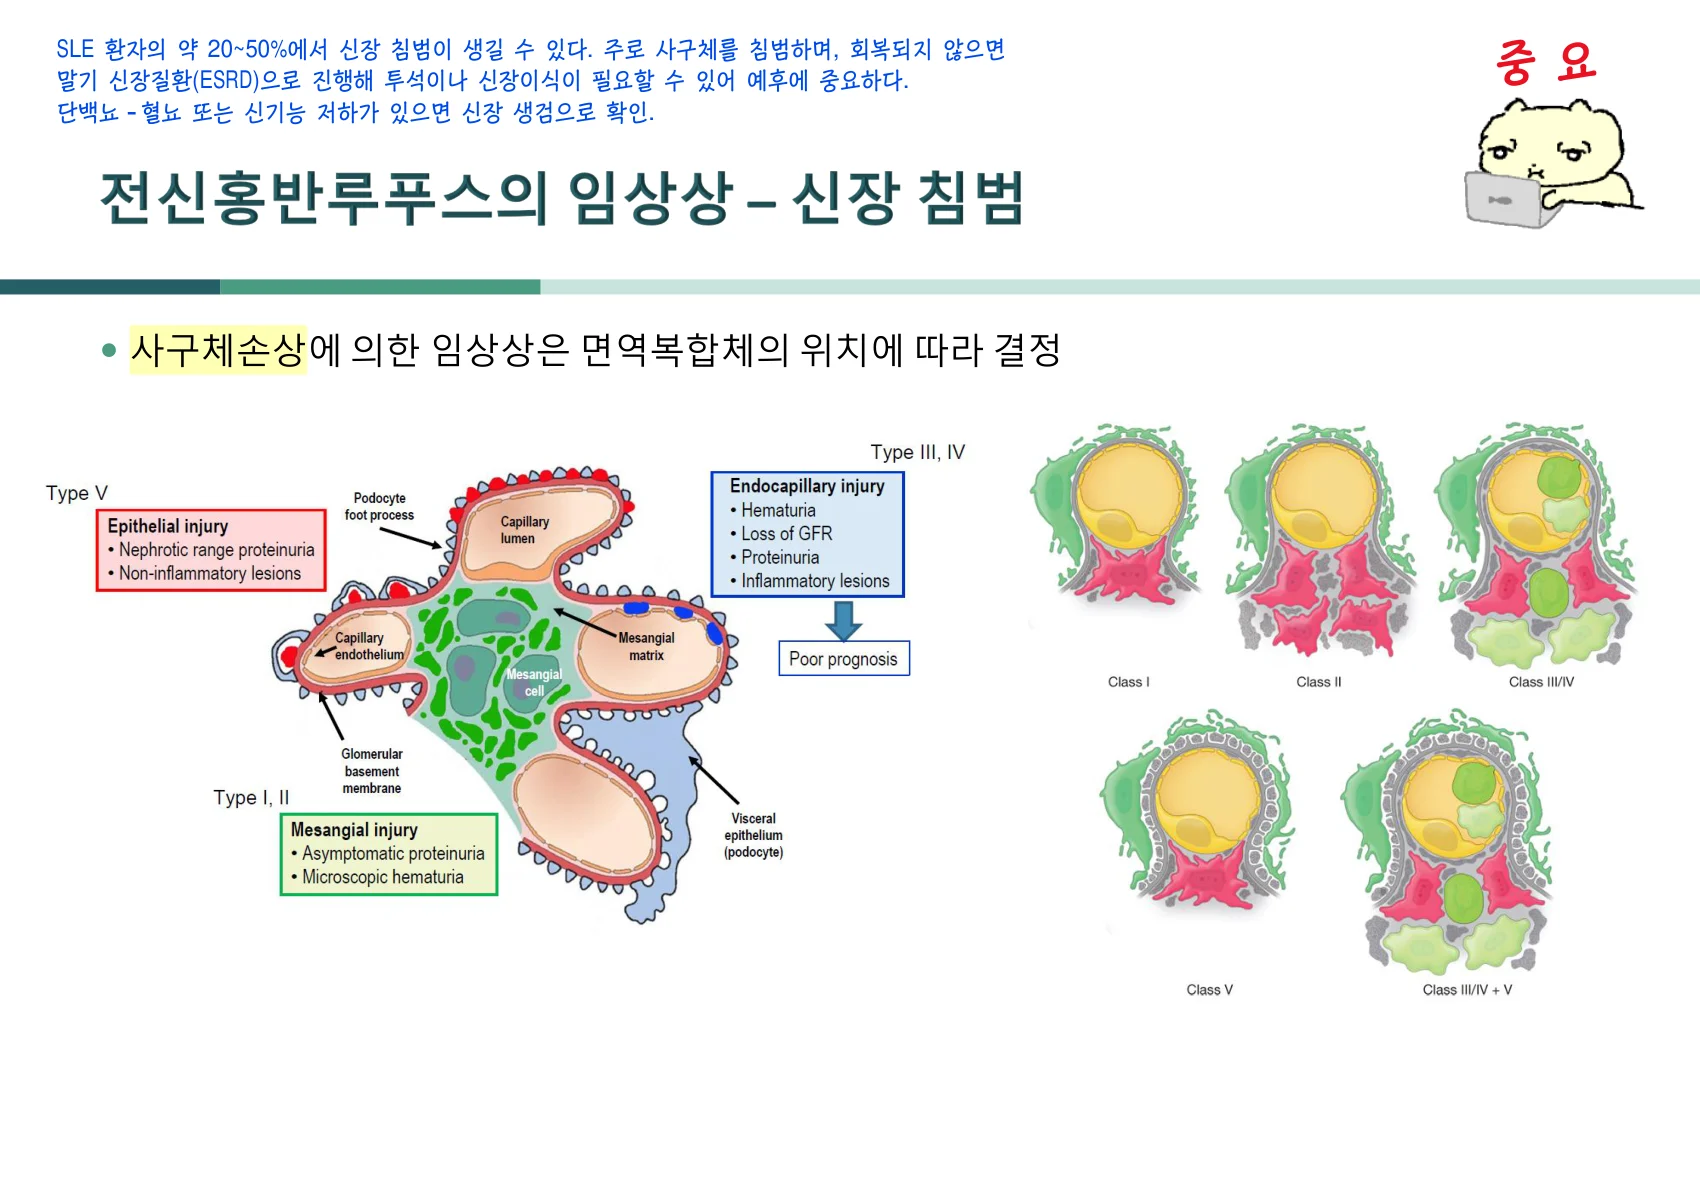 SLE 환자의 약 20~50%에서 신장 침범이 생길 수 있다. 주로 사구체를 침범하며, 회복되지 않으면
말기 신장질환(ESRD)으로 진행해 투석이나 신장이식이 필요할 수 있어 예후에 중요하다.
단백뇨 - 혈뇨 또는 신기능 저하가 있으면 신장 생검으로 확인.
중 요
전신홍반루푸스의 임상상 – 신장 침범
• 사구체손상에 의한 임상상은 면역복합체의 위치에 따라 결정
Type V
Epithelial injury
• Nephrotic range proteinuria
• Non-inflammatory lesions
Podocyte
foot process
Capillary
lumen
Type III, IV
Endocapillary injury
• Hematuria
• Loss of GFR
• Proteinuria
• Inflammatory lesions
Poor prognosis
Capillary
endothelium
Mesangial
matrix
Mesangial
cell
Glomerular
basement
membrane
Type I, II
Mesangial injury
• Asymptomatic proteinuria
• Microscopic hematuria
Visceral
epithelium
(podocyte)
Class I
Class II
Class III/IV
Class V
Class III/IV + V